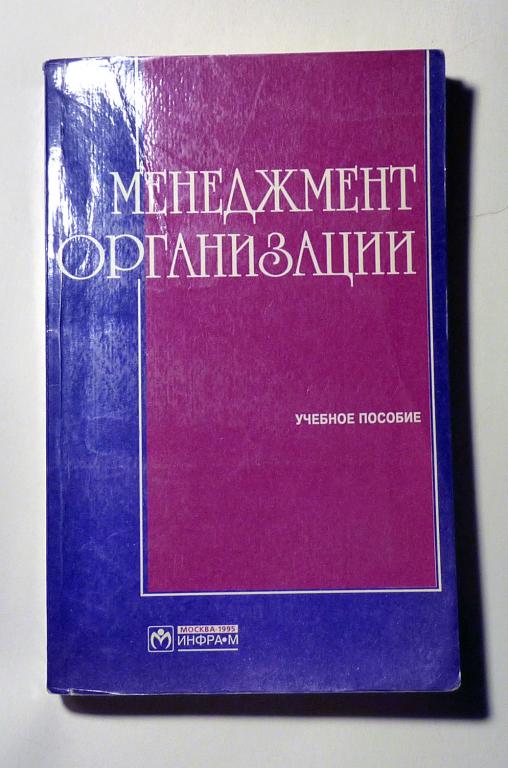 МЕНЕДЖМЕНТ
ОРГАНИЗАЦИИ
УЧЕБНОЕ ПОСОБИЕ
МОСКВА·1995
ИНФРА•М